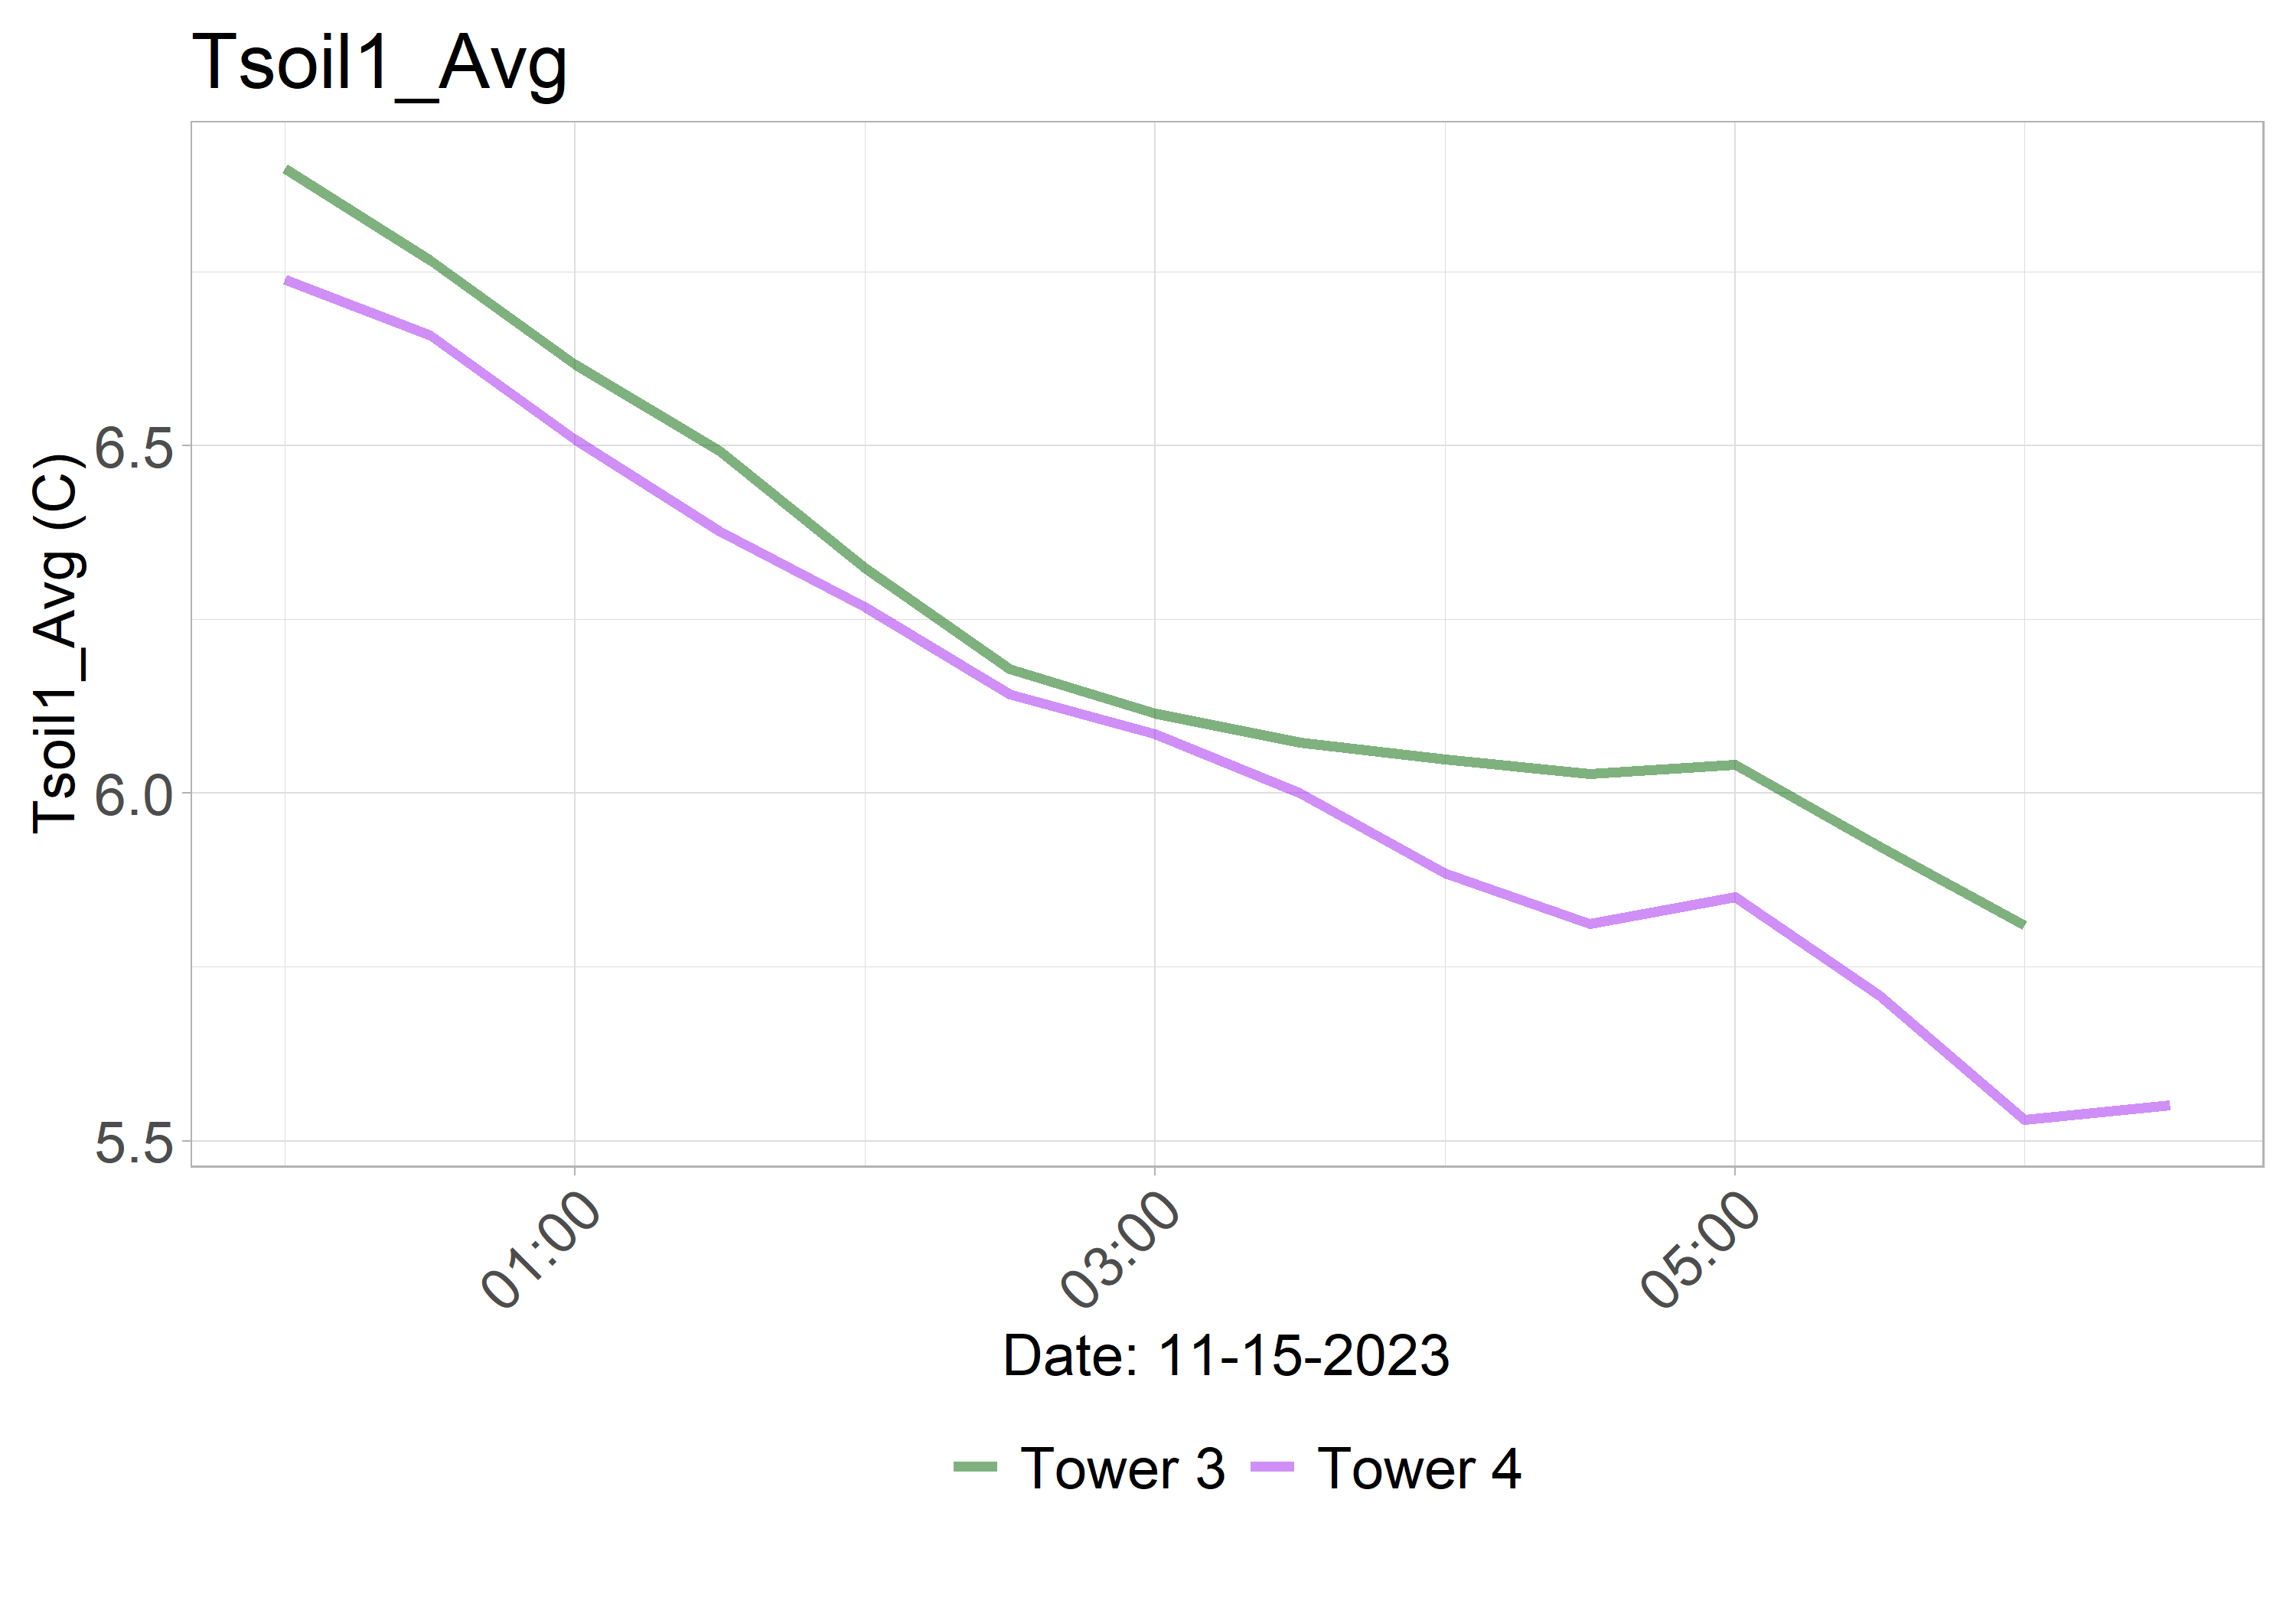 Tsoil1_Avg
Tsoil1_Avg (C)
6.5
6.0
5.5
01:00
03:00
05:00
Date: 11-15-2023
Tower 3
Tower 4